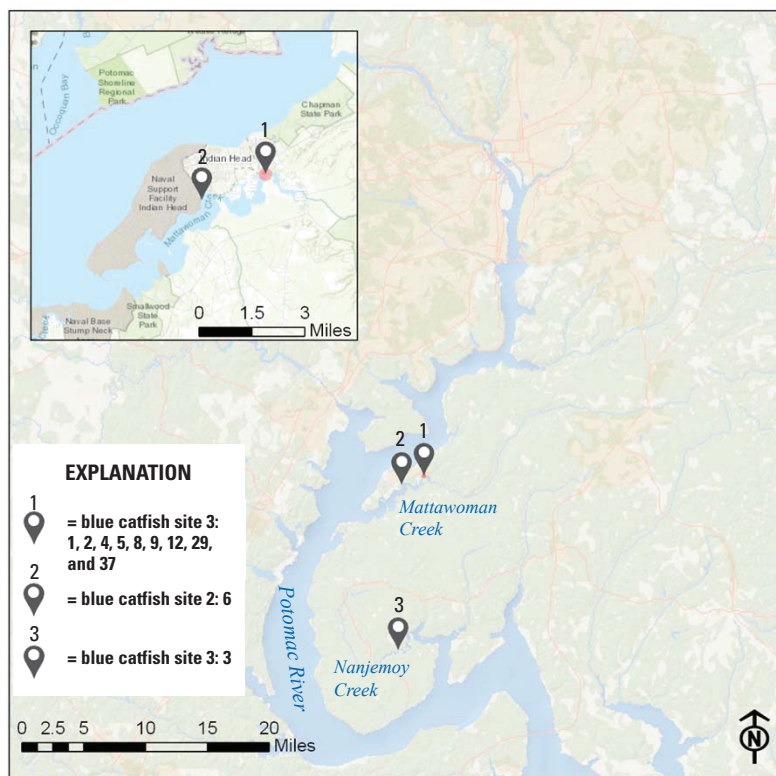 Potomac
Shoreline
Regional
Park
Occoquan Bay
Chapman
State Park
1
2
Indian Head
Naval
Support
Facility
Indian Head
Mattawoman Creek
Smallwood
State
Park
Naval Base
Stump Neck
0 1.5 3
Miles
2 1
Mattawoman
Creek
3
Nanjemoy
Creek
Potomac River
EXPLANATION
1
= blue catfish site 3:
1, 2, 4, 5, 8, 9, 12, 29,
and 37
2
= blue catfish site 2: 6
3
= blue catfish site 3: 3
0 2.5 5 10 15 20
Miles
N